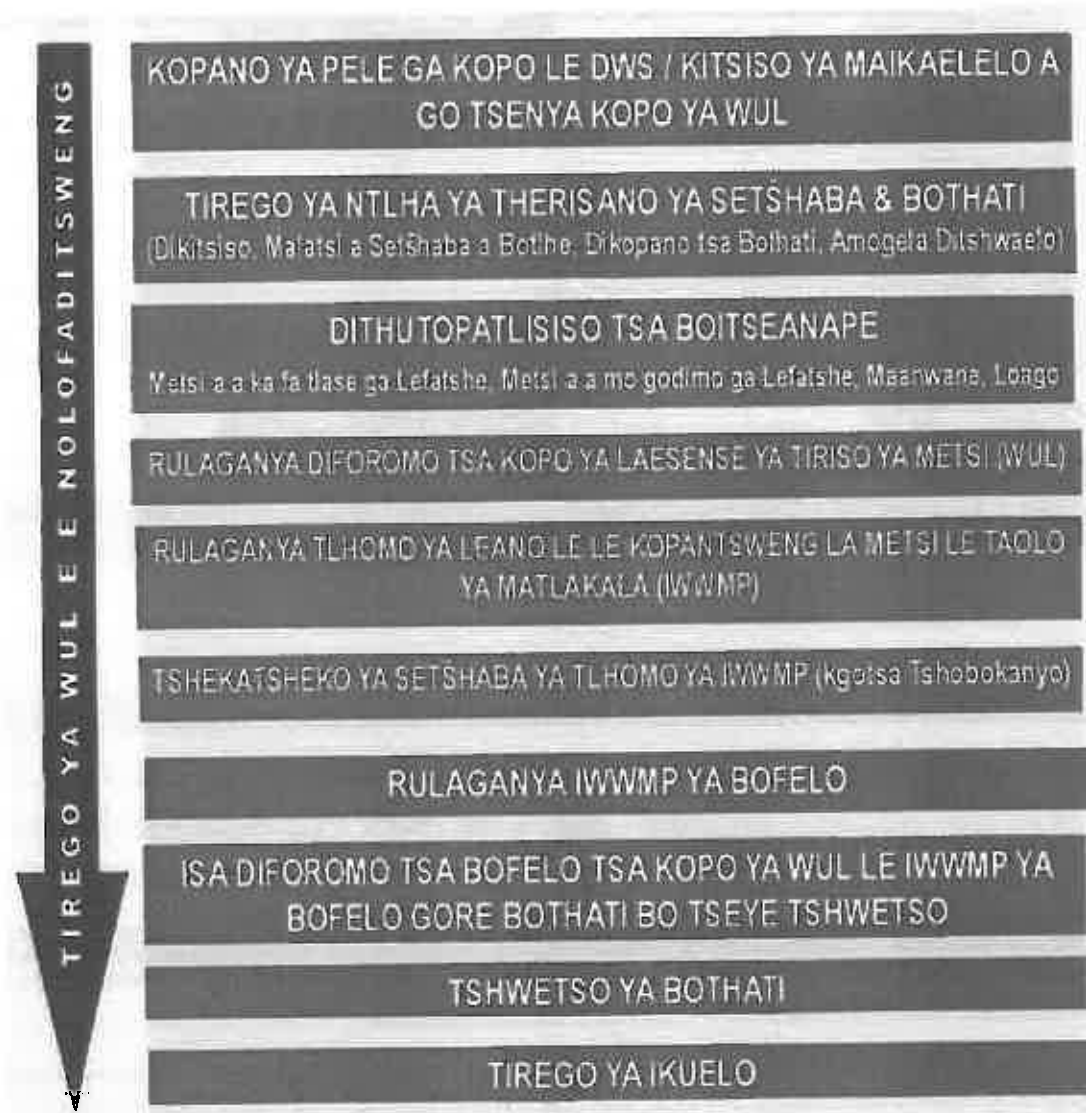 TIREGO YA WUL E E NOLOFADITSWENG
KOPANO YA PELE GA KOPO LE DWS / KITSISO YA MAIKAELELO A
GO TSENYA KOPO YA WUL
TIREGO YA NTLHA YA THERISANO YA SETŠHABA & BOTHATI
(Dikitsiso, Malatsi a Setšhaba a Botlhe, Dikopano tsa Bothati, Amogela Ditshwaelo)
DITHUTOPATLISISO TSA BOITSEANAPE
Metsi a a ka fa tlase ga Lefatshe, Metsi a a mo godimo ga Lefatshe, Maanwana, Loago
RULAGANYA DIFOROMO TSA KOPO YA LAESENSE YA TIRISO YA METSI (WUL)
RULAGANYA TLHOMO YA LEANO LE LE KOPANTSWENG LA METSI LE TAOLO
YA MATLAKALA (IWWMP)
TSHEKATSHEKO YA SETŠHABA YA TLHOMO YA IWWMP (kgotsa Tshobokanyo)
RULAGANYA IWWMP YA BOFELO
ISA DIFOROMO TSA BOFELO TSA KOPO YA WUL LE IWWMP YA
BOFELO GORE BOTHATI BO TSEYE TSHWETSO
TSHWETSO YA BOTHATI
TIREGO YA IKUELO